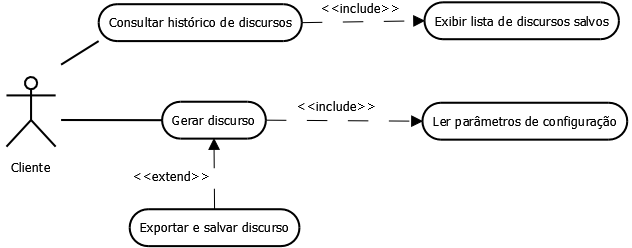 Consultar histórico de discursos
<<include>>
Exibir lista de discursos salvos
Gerar discurso
<<include>>
Ler parâmetros de configuração
Cliente
<<extend>>
Exportar e salvar discurso